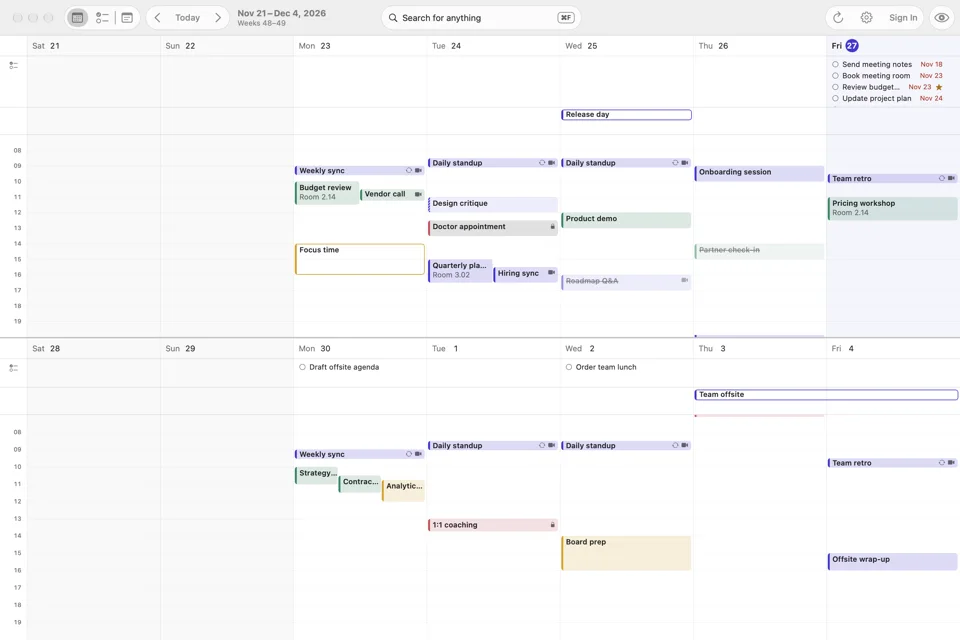 Today
Nov 21 – Dec 4, 2026
Weeks 48–49
Search for anything
⌘F
Sign In
Sat 21
Sun 22
Mon 23
Tue 24
Wed 25
Thu 26
Fri 27
Send meeting notes Nov 18
Book meeting room Nov 23
Review budget... Nov 23
Update project plan Nov 24
Release day
08
09
10
11
12
13
14
15
16
17
18
19
Weekly sync
Budget review
Room 2.14
Vendor call
Focus time
Daily standup
Design critique
Doctor appointment
Quarterly pla...
Room 3.02
Hiring sync
Daily standup
Product demo
Roadmap Q&A
Onboarding session
Partner check-in
Team retro
Pricing workshop
Room 2.14
Sat 28
Sun 29
Mon 30
Tue 1
Wed 2
Thu 3
Fri 4
Draft offsite agenda
Order team lunch
Team offsite
08
09
10
11
12
13
14
15
16
17
18
19
Weekly sync
Strategy...
Contrac...
Analytic...
Daily standup
1:1 coaching
Daily standup
Board prep
Team retro
Offsite wrap-up